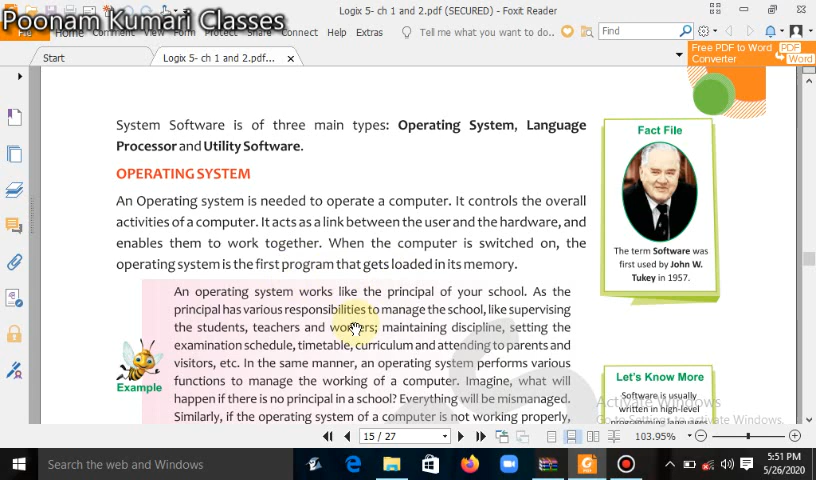 Poonam Kumari Classes
Logix 5- ch 1 and 2.pdf (SECURED) - Foxit Reader
File Home Comment View Form Protect Share Connect Help Extras Tell me what you want to do... Find
Start Logix 5- ch 1 and 2.pdf...
Free PDF to Word Converter
PDF
Word
System Software is of three main types: Operating System, Language
Processor and Utility Software.
OPERATING SYSTEM
An Operating system is needed to operate a computer. It controls the overall
activities of a computer. It acts as a link between the user and the hardware, and
enables them to work together. When the computer is switched on, the
operating system is the first program that gets loaded in its memory.
An operating system works like the principal of your school. As the
principal has various responsibilities to manage the school, like supervising
the students, teachers and workers; maintaining discipline, setting the
examination schedule, timetable, curriculum and attending to parents and
visitors, etc. In the same manner, an operating system performs various
functions to manage the working of a computer. Imagine, what will
happen if there is no principal in a school? Everything will be mismanaged.
Similarly, if the operating system of a computer is not working properly,
Example
Fact File
The term Software was
first used by John W.
Tukey in 1957.
Let's Know More
Software is usually
written in high-level
programming languages
Activate Windows
Go to Settings to activate Windows.
15 / 27
103.95%
Search the web and Windows
5:51 PM
5/26/2020